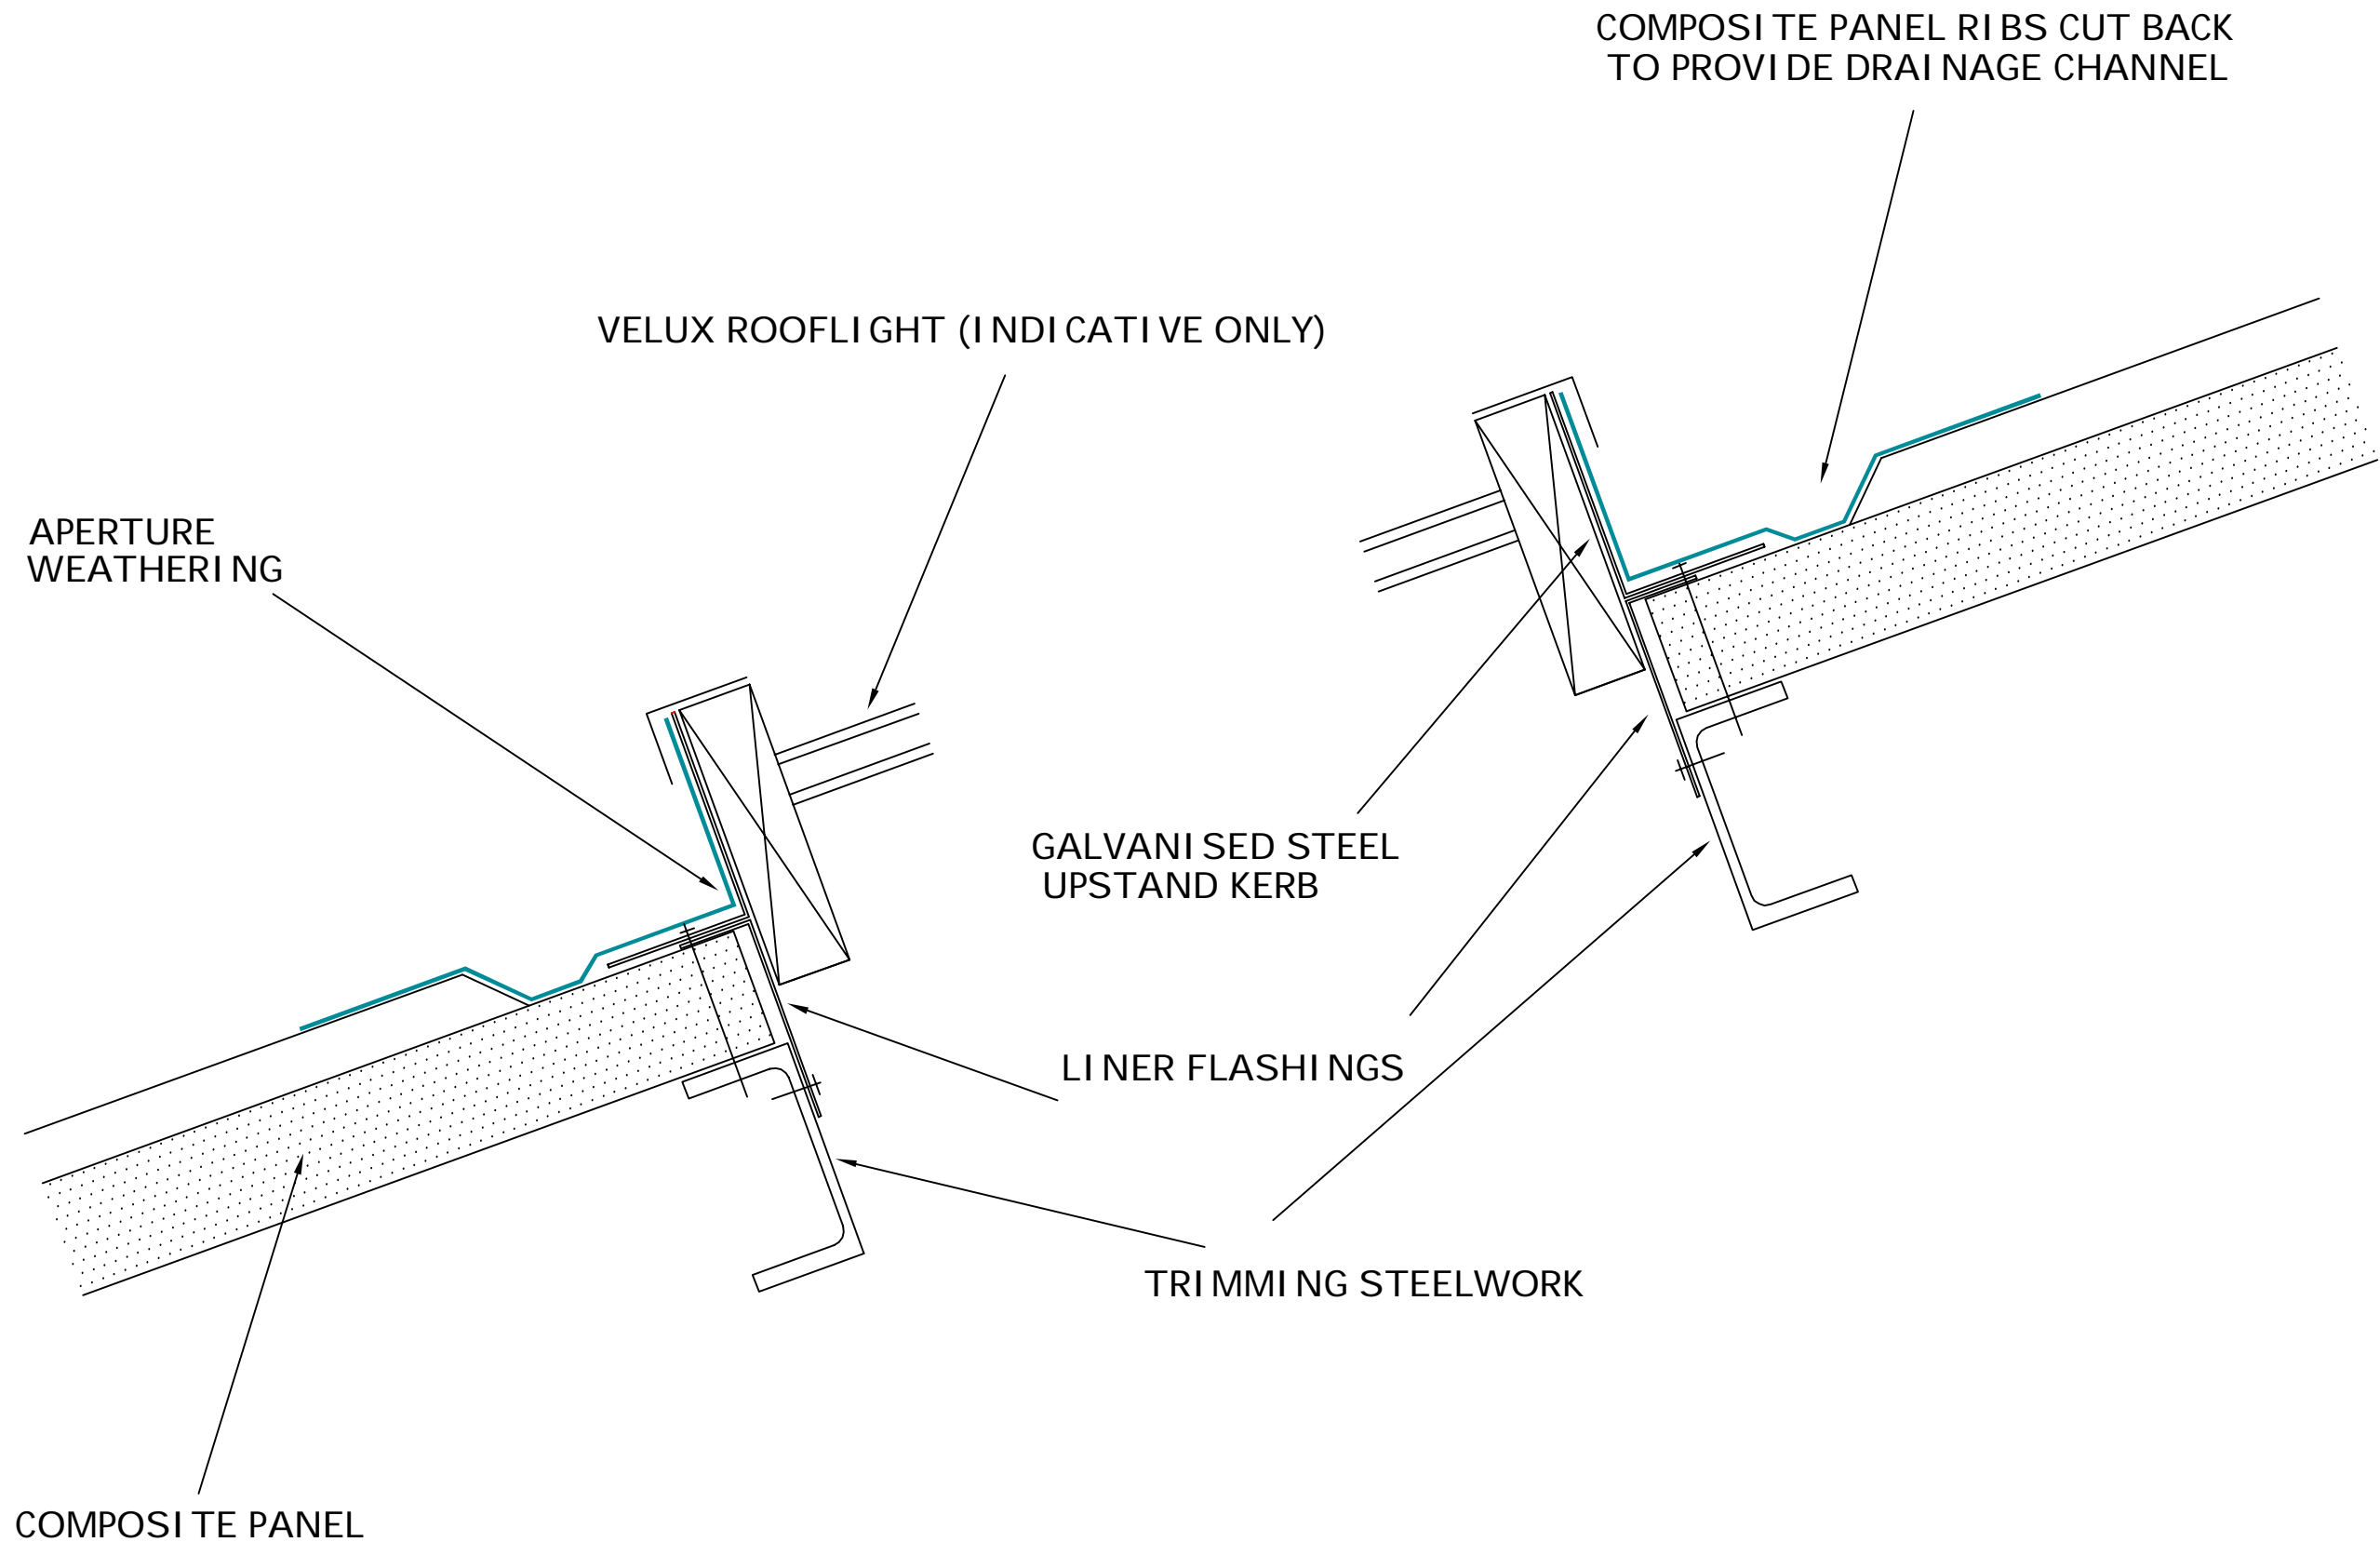 COMPOSITE PANEL RIBS CUT BACK
TO PROVIDE DRAINAGE CHANNEL
VELUX ROOFLIGHT (INDICATIVE ONLY)
APERTURE
WEATHERING
GALVANISED STEEL
UPSTAND KERB
LINER FLASHINGS
TRIMMING STEELWORK
COMPOSITE PANEL